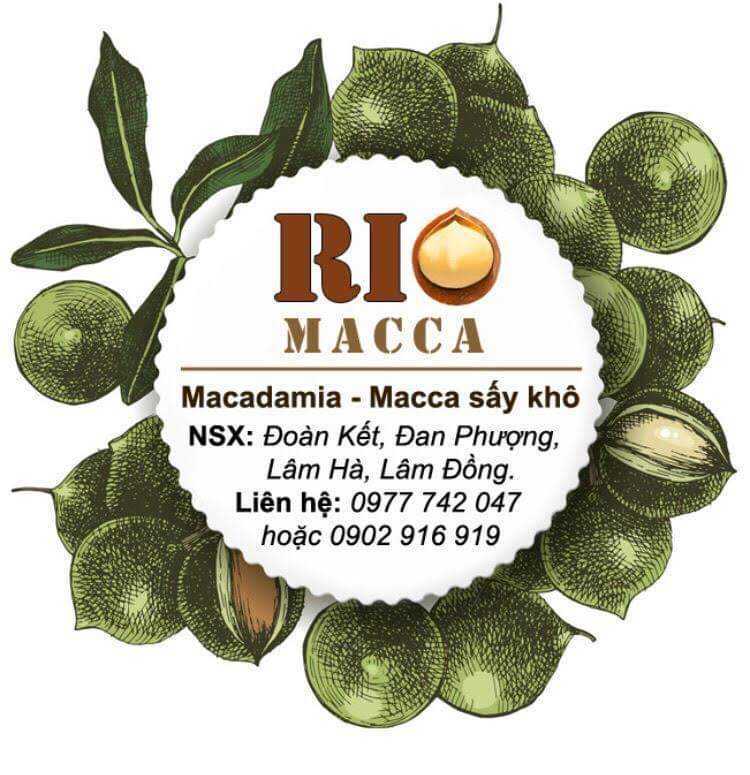 RIO
MACCA
Macadamia - Macca sấy khô
NSX: Đoàn Kết, Đan Phượng,
Lâm Hà, Lâm Đồng.
Liên hệ: 0977 742 047
hoặc 0902 916 919